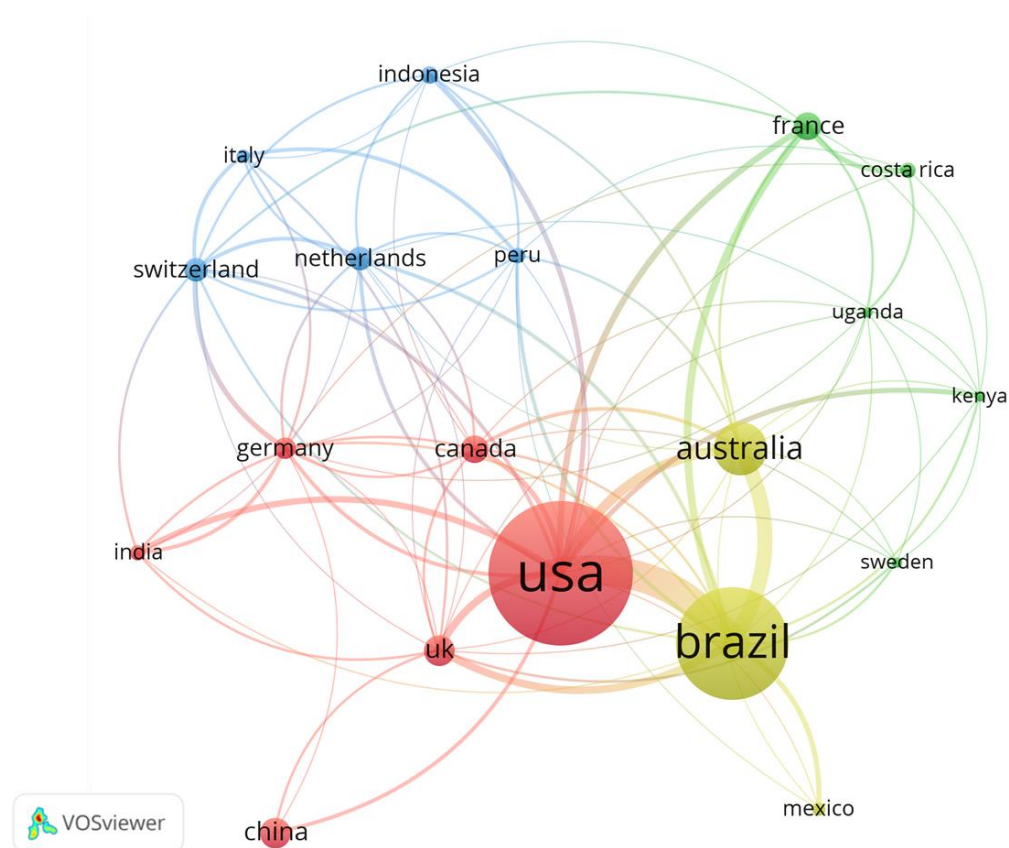 indonesia
france
italy
costa rica
switzerland
netherlands
peru
uganda
kenya
germany
canada
australia
india
usa
sweden
uk
brazil
mexico
VOSviewer
china